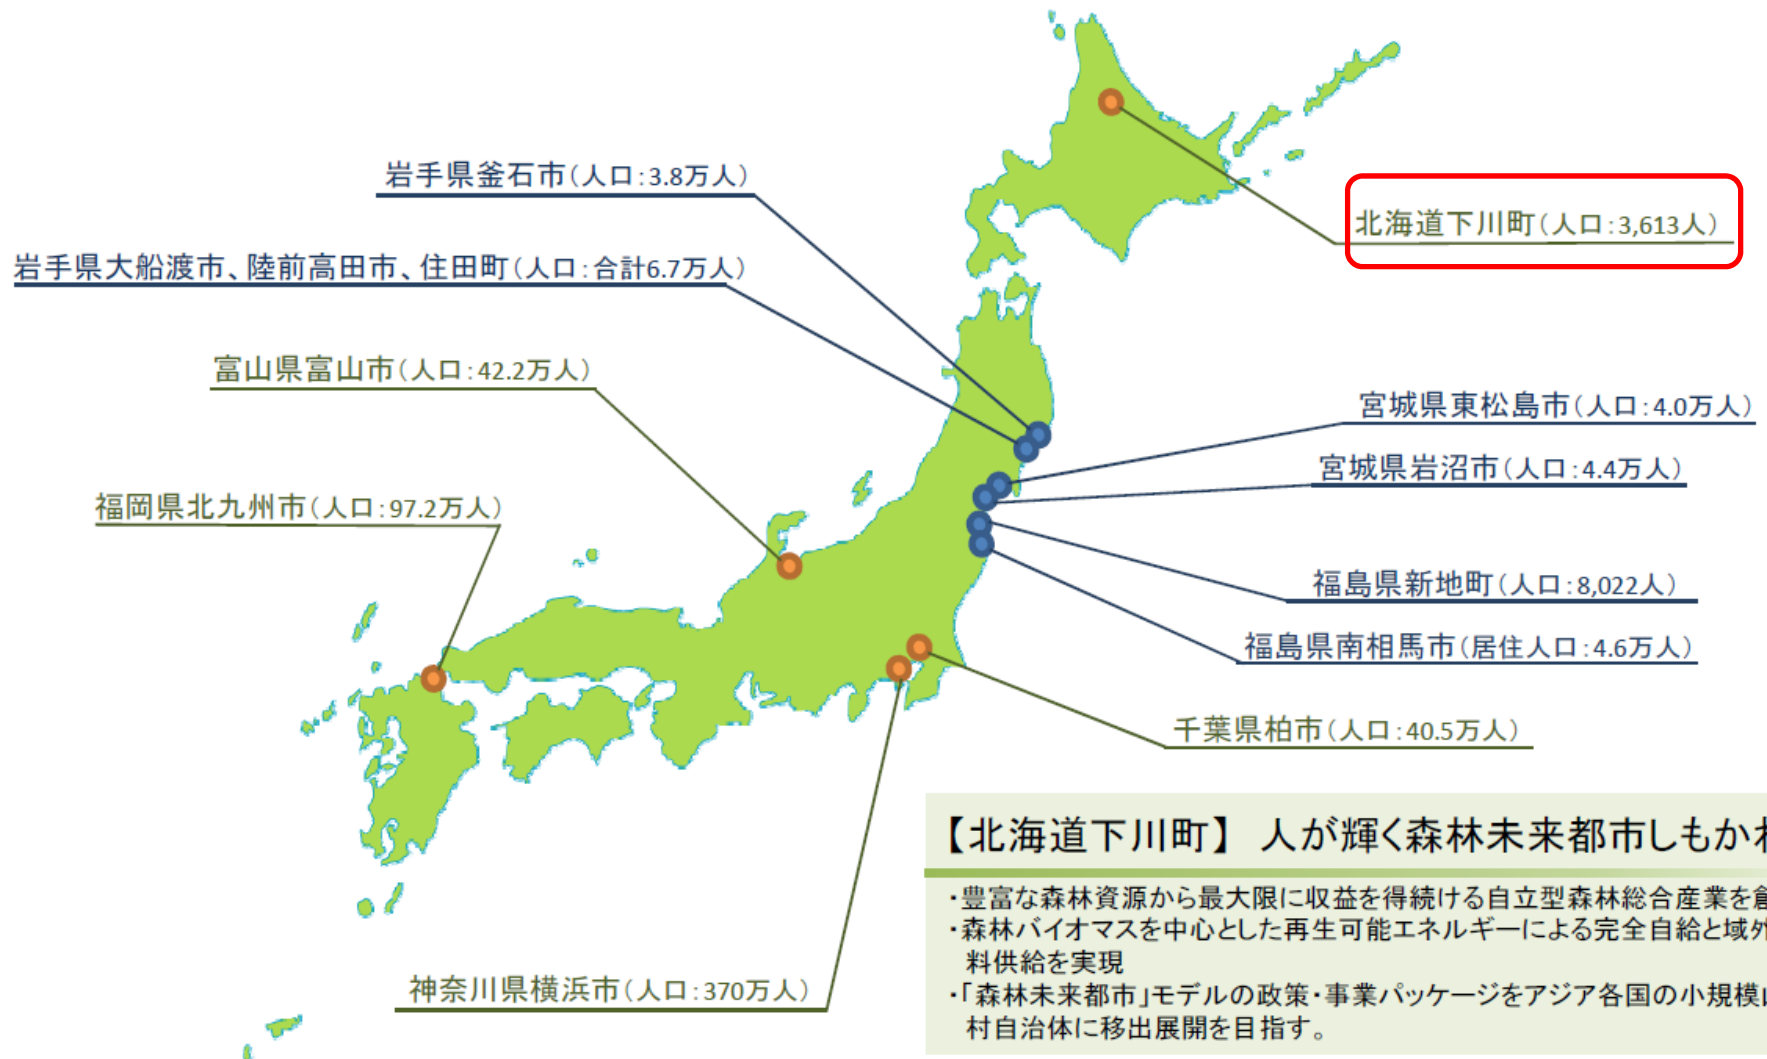 岩手県釜石市(人口:3.8万人)
北海道下川町(人口:3,613人)
岩手県大船渡市、陸前高田市、住田町(人口:合計6.7万人)
富山県富山市(人口:42.2万人)
宮城県東松島市(人口:4.0万人)
宮城県岩沼市(人口:4.4万人)
福岡県北九州市(人口:97.2万人)
福島県新地町(人口:8,022人)
福島県南相馬市(居住人口:4.6万人)
千葉県柏市(人口:40.5万人)
神奈川県横浜市(人口:370万人)
【北海道下川町】 人が輝く森林未来都市しもかわ
・豊富な森林資源から最大限に収益を得続ける自立型森林総合産業を創
・森林バイオマスを中心とした再生可能エネルギーによる完全自給と域外
料供給を実現
・「森林未来都市」モデルの政策・事業パッケージをアジア各国の小規模山
村自治体に移出展開を目指す。